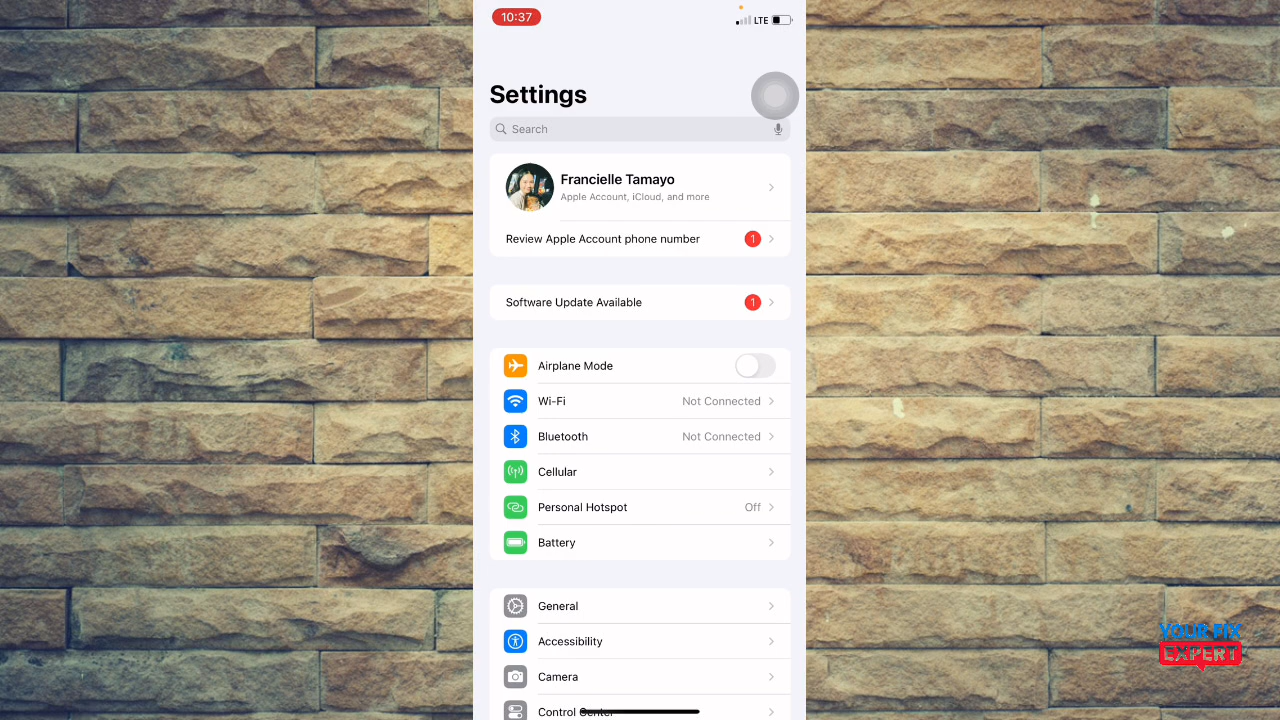 10:37
LTE
Settings
Search
Francielle Tamayo
Apple Account, iCloud, and more
Review Apple Account phone number 1
Software Update Available 1
Airplane Mode
Wi-Fi Not Connected
Bluetooth Not Connected
Cellular
Personal Hotspot Off
Battery
General
Accessibility
Camera
Control Center
YOUR FIX
EXPERT